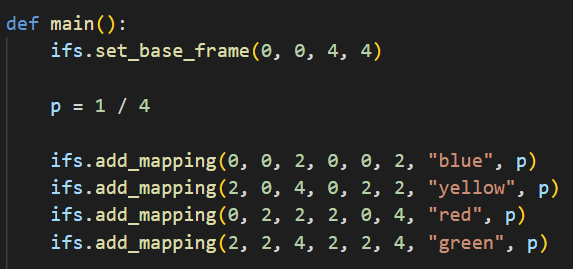 def main():
    ifs.set_base_frame(0, 0, 4, 4)
    p = 1 / 4
    ifs.add_mapping(0, 0, 2, 0, 0, 2, "blue", p)
    ifs.add_mapping(2, 0, 4, 0, 2, 2, "yellow", p)
    ifs.add_mapping(0, 2, 2, 2, 0, 4, "red", p)
    ifs.add_mapping(2, 2, 4, 2, 2, 4, "green", p)